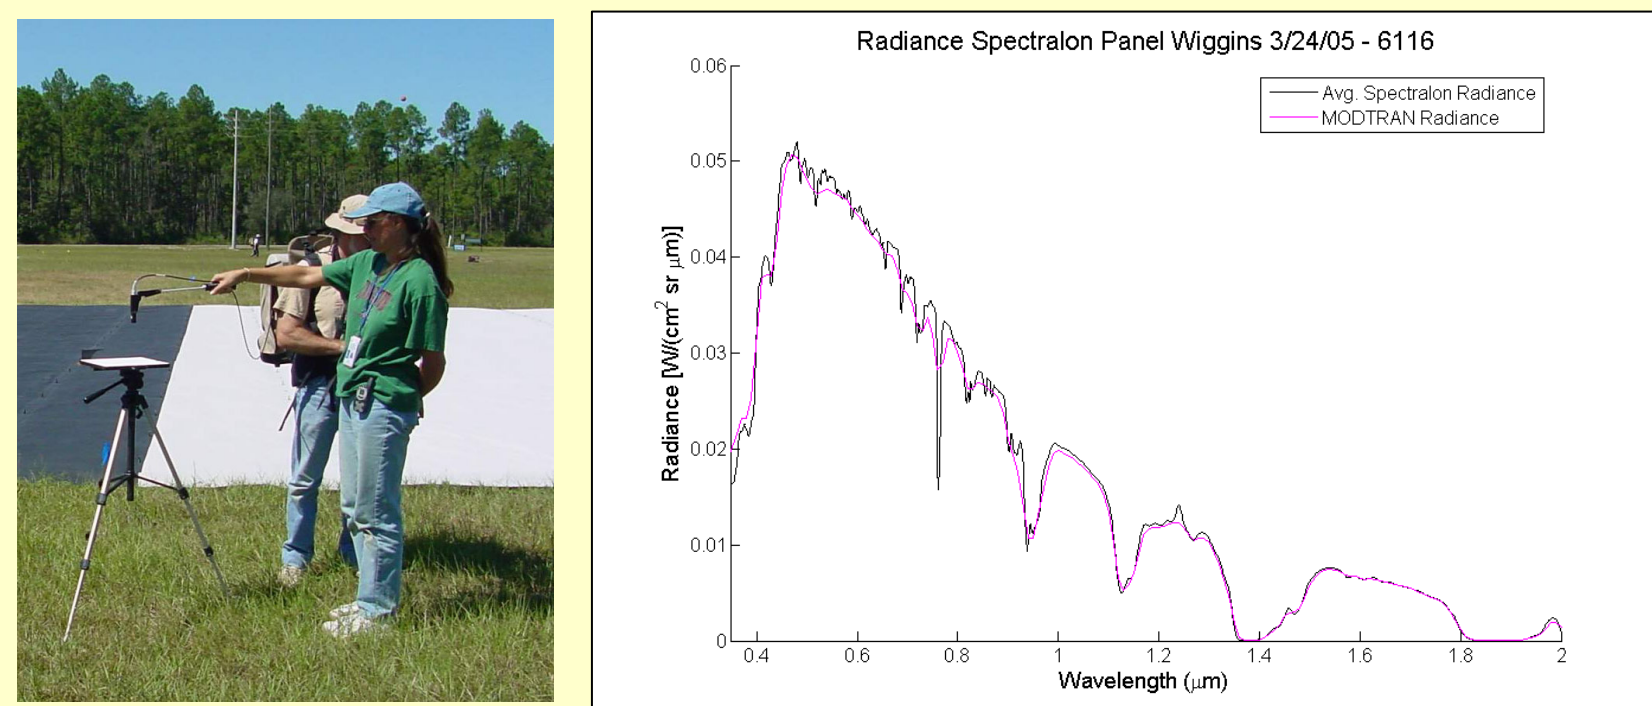 Radiance Spectralon Panel Wiggins 3/24/05 - 6116
Avg. Spectralon Radiance
MODTRAN Radiance
Radiance [W/(cm² sr μm)]
0.06
0.05
0.04
0.03
0.02
0.01
0
0.4 0.6 0.8 1 1.2 1.4 1.6 1.8 2
Wavelength (μm)